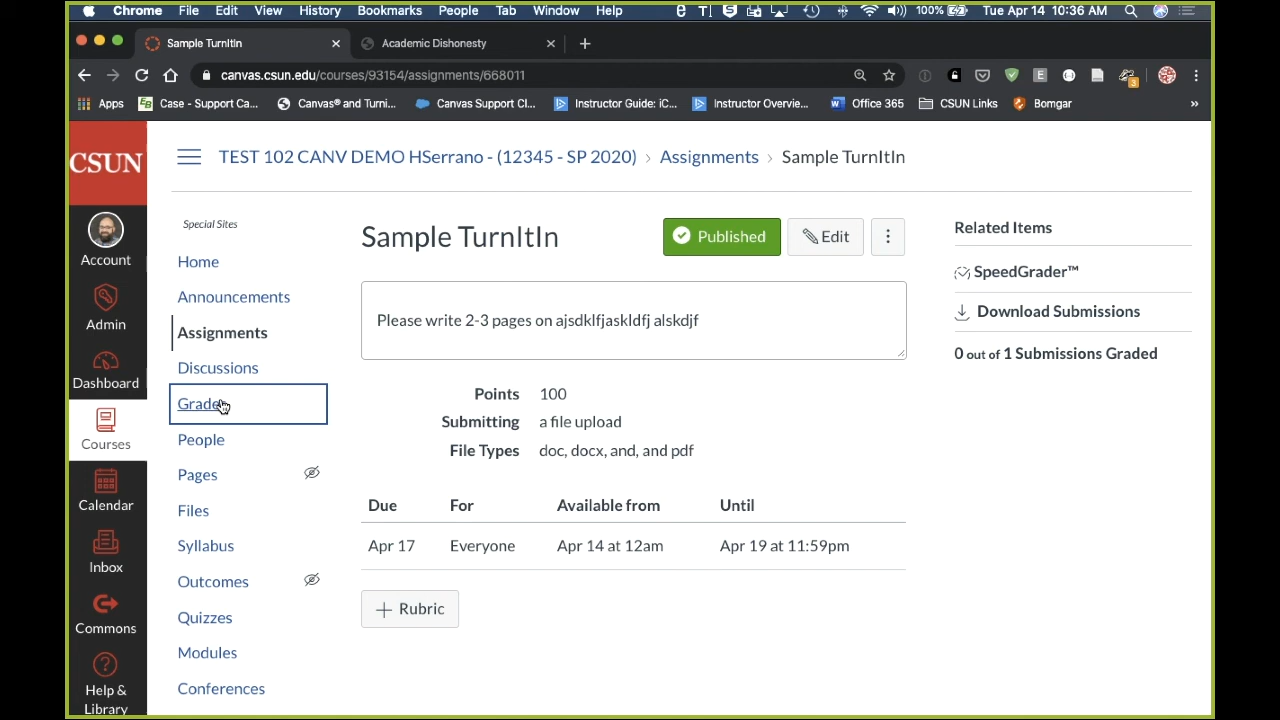 Chrome File Edit View History Bookmarks People Tab Window Help 100% Tue Apr 14 10:36 AM
Sample TurnItIn
Academic Dishonesty
canvas.csun.edu/courses/93154/assignments/668011
Apps Case - Support Ca... Canvas® and Turni... Canvas Support Cl... Instructor Guide: iC... Instructor Overvie... Office 365 CSUN Links Bomgar »
CSUN
Account
Admin
Dashboard
Courses
Calendar
Inbox
Commons
Help &
Library
TEST 102 CANV DEMO HSerrano - (12345 - SP 2020) › Assignments › Sample TurnItIn
Special Sites
Home
Announcements
Assignments
Discussions
Grade
People
Pages
Files
Syllabus
Outcomes
Quizzes
Modules
Conferences
Sample TurnItIn
Published
Edit
Please write 2-3 pages on ajsdklfjaskldfj alskdjf
Points 100
Submitting a file upload
File Types doc, docx, and, and pdf
Due For Available from Until
Apr 17 Everyone Apr 14 at 12am Apr 19 at 11:59pm
+ Rubric
Related Items
SpeedGrader™
Download Submissions
0 out of 1 Submissions Graded